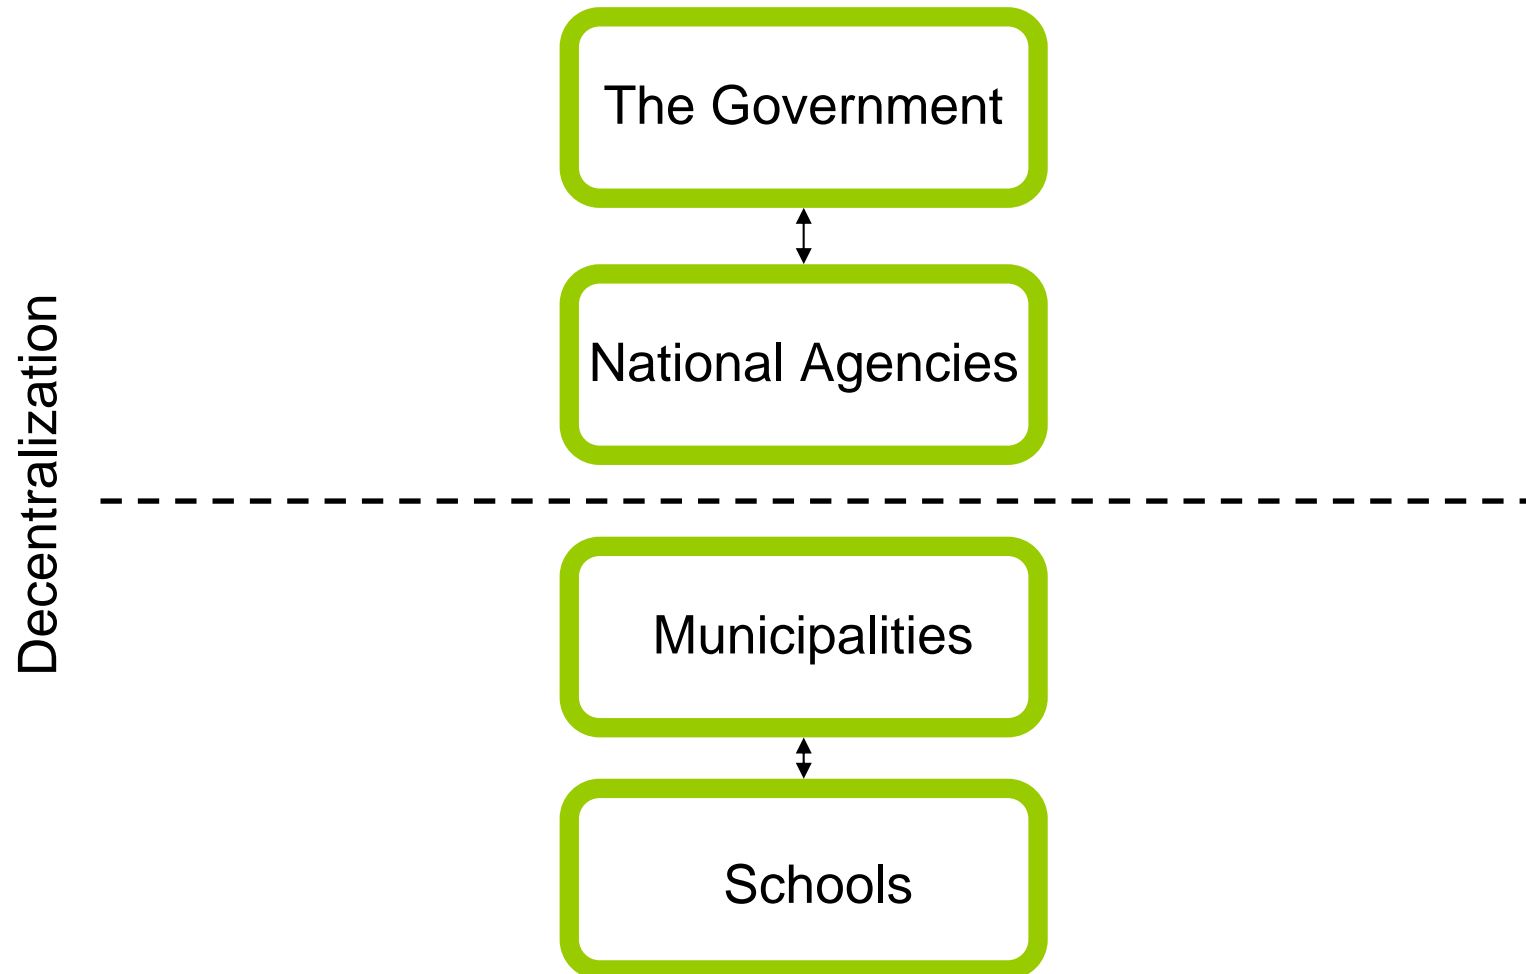 The Government
National Agencies
Decentralization
Municipalities
Schools